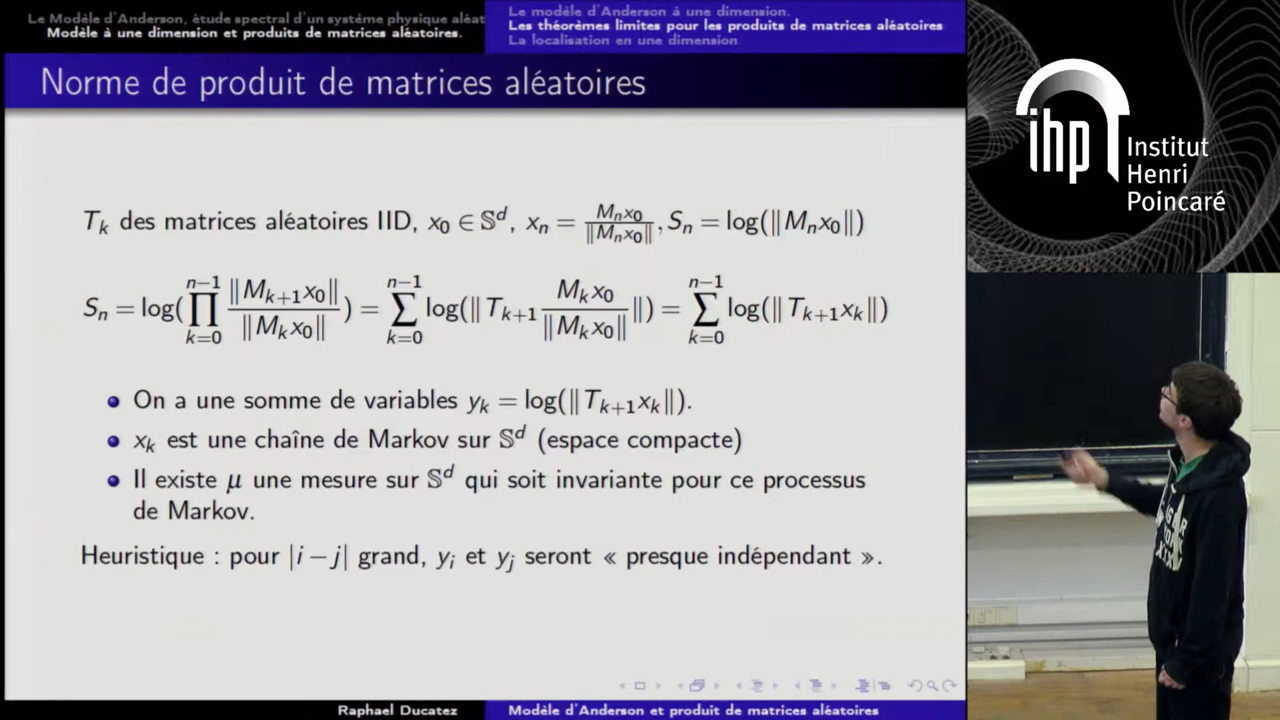 Le Modèle d'Anderson, étude spectral d'un système physique aléat
Modèle à une dimension et produits de matrices aléatoires.
Le modèle d'Anderson à une dimension.
Les théorèmes limites pour les produits de matrices aléatoires
La localisation en une dimension
Norme de produit de matrices aléatoires
T_k des matrices aléatoires IID, x_0 ∈ 𝕊^d, x_n = \frac{M_n x_0}{‖M_n x_0‖}, S_n = log(‖M_n x_0‖)
S_n = log(∏_{k=0}^{n−1} \frac{‖M_{k+1}x_0‖}{‖M_k x_0‖}) = ∑_{k=0}^{n−1} log(‖T_{k+1} \frac{M_k x_0}{‖M_k x_0‖}‖) = ∑_{k=0}^{n−1} log(‖T_{k+1}x_k‖)
• On a une somme de variables y_k = log(‖T_{k+1}x_k‖).
• x_k est une chaîne de Markov sur 𝕊^d (espace compacte)
• Il existe μ une mesure sur 𝕊^d qui soit invariante pour ce processus
de Markov.
Heuristique : pour |i−j| grand, y_i et y_j seront « presque indépendant ».
Raphael Ducatez
Modèle d'Anderson et produit de matrices aléatoires
ihp
Institut
Henri
Poincaré